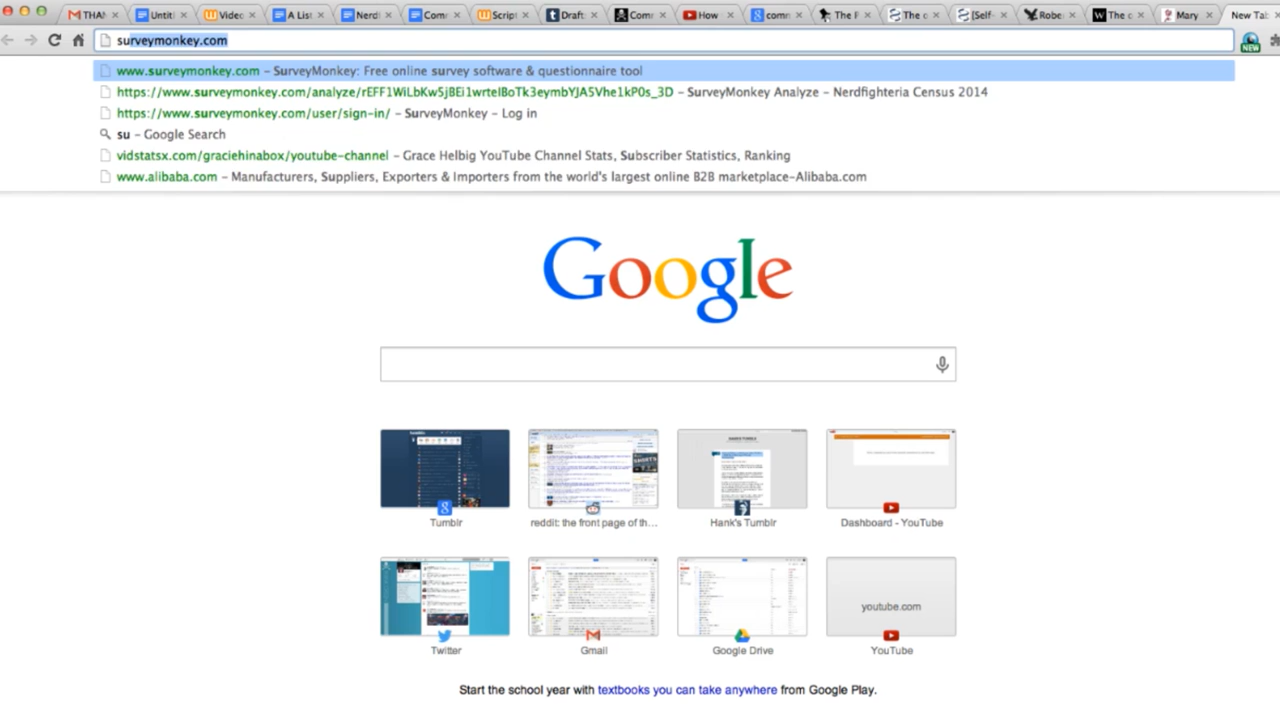 THAN Untitl Video A List Nerdi Comr Script Draft Comr How comm The F The c [Self- Robe The c Mary New Tab
surveymonkey.com NEW
www.surveymonkey.com – SurveyMonkey: Free online survey software & questionnaire tool
https://www.surveymonkey.com/analyze/rEFF1WiLbKw5jBEi1wrteIBoTk3eymbYJA5Vhe1kP0s_3D – SurveyMonkey Analyze – Nerdfighteria Census 2014
https://www.surveymonkey.com/user/sign-in/ – SurveyMonkey – Log in
su – Google Search
vidstatsx.com/graciehinabox/youtube-channel – Grace Helbig YouTube Channel Stats, Subscriber Statistics, Ranking
www.alibaba.com – Manufacturers, Suppliers, Exporters & Importers from the world's largest online B2B marketplace–Alibaba.com
Google
Tumblr reddit: the front page of th... Hank's Tumblr Dashboard - YouTube
youtube.com
Twitter Gmail Google Drive YouTube
Start the school year with textbooks you can take anywhere from Google Play.